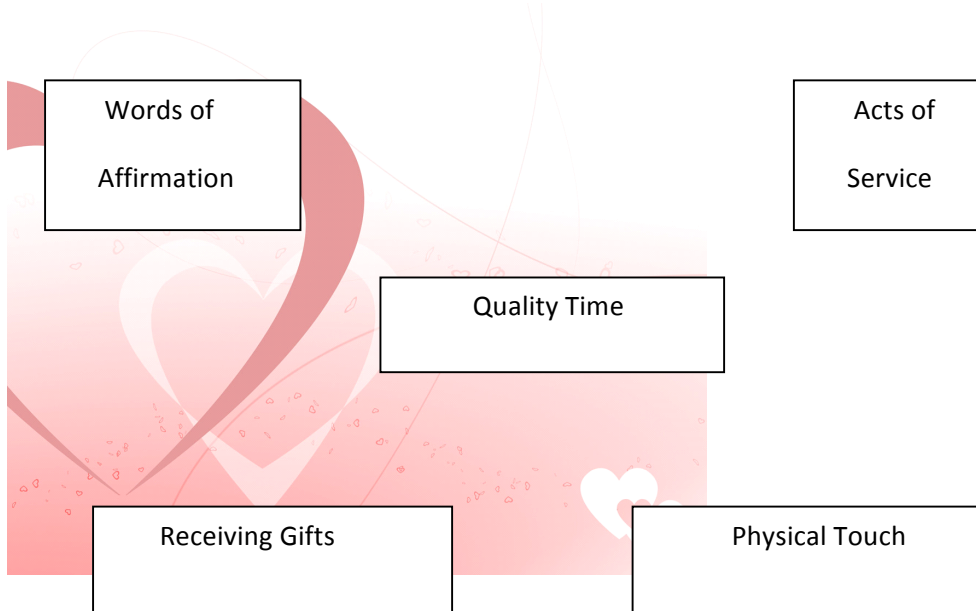 Words of
Affirmation
Acts of
Service
Quality Time
Receiving Gifts
Physical Touch